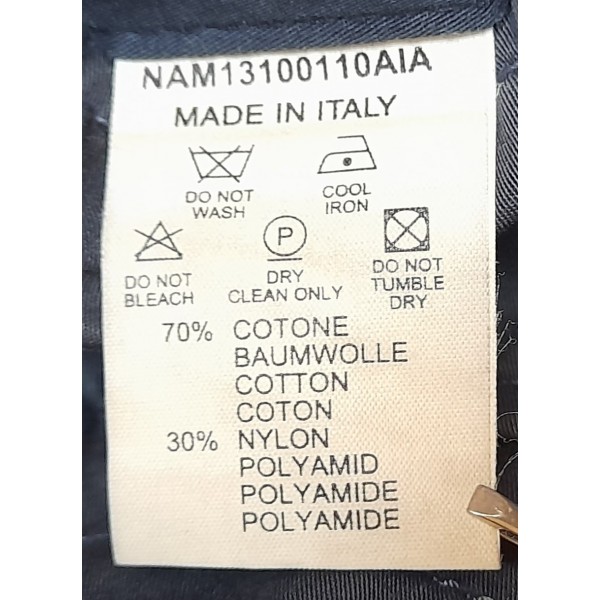 NAM13100110AIA
MADE IN ITALY
DO NOT
WASH
COOL
IRON
DO NOT
BLEACH
P
DRY
CLEAN ONLY
DO NOT
TUMBLE
DRY
70% COTONE
BAUMWOLLE
COTTON
COTON
30% NYLON
POLYAMID
POLYAMIDE
POLYAMIDE